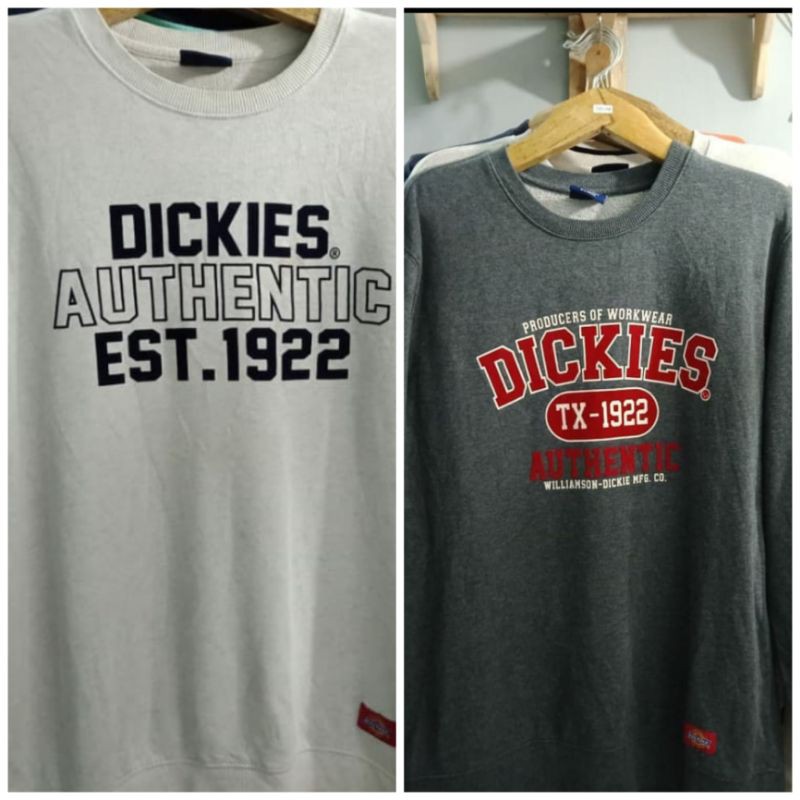 DICKIES®
AUTHENTIC
EST.1922
PRODUCERS OF WORKWEAR
DICKIES®
TX-1922
AUTHENTIC
WILLIAMSON-DICKIE MFG. CO.